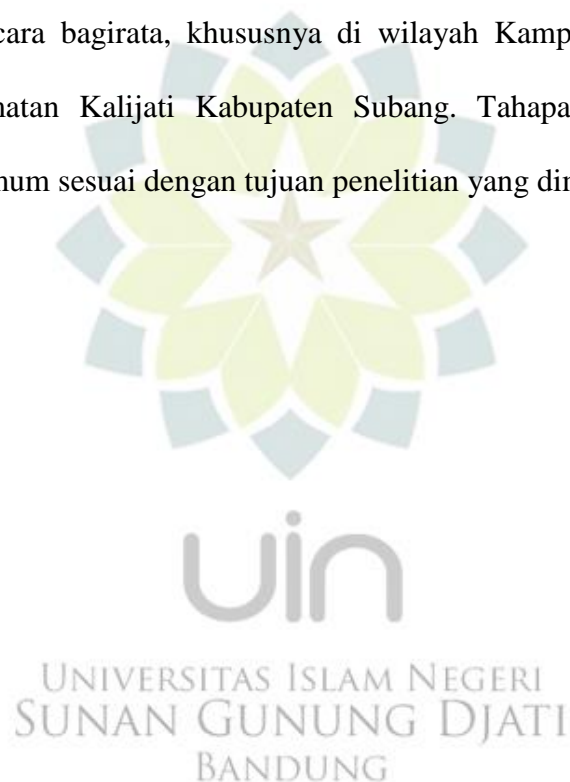 cara bagirata, khususnya di wilayah Kamp
natan Kalijati Kabupaten Subang. Tahapa
num sesuai dengan tujuan penelitian yang dir
uin
UNIVERSITAS ISLAM NEGERI
SUNAN GUNUNG DJATI
BANDUNG